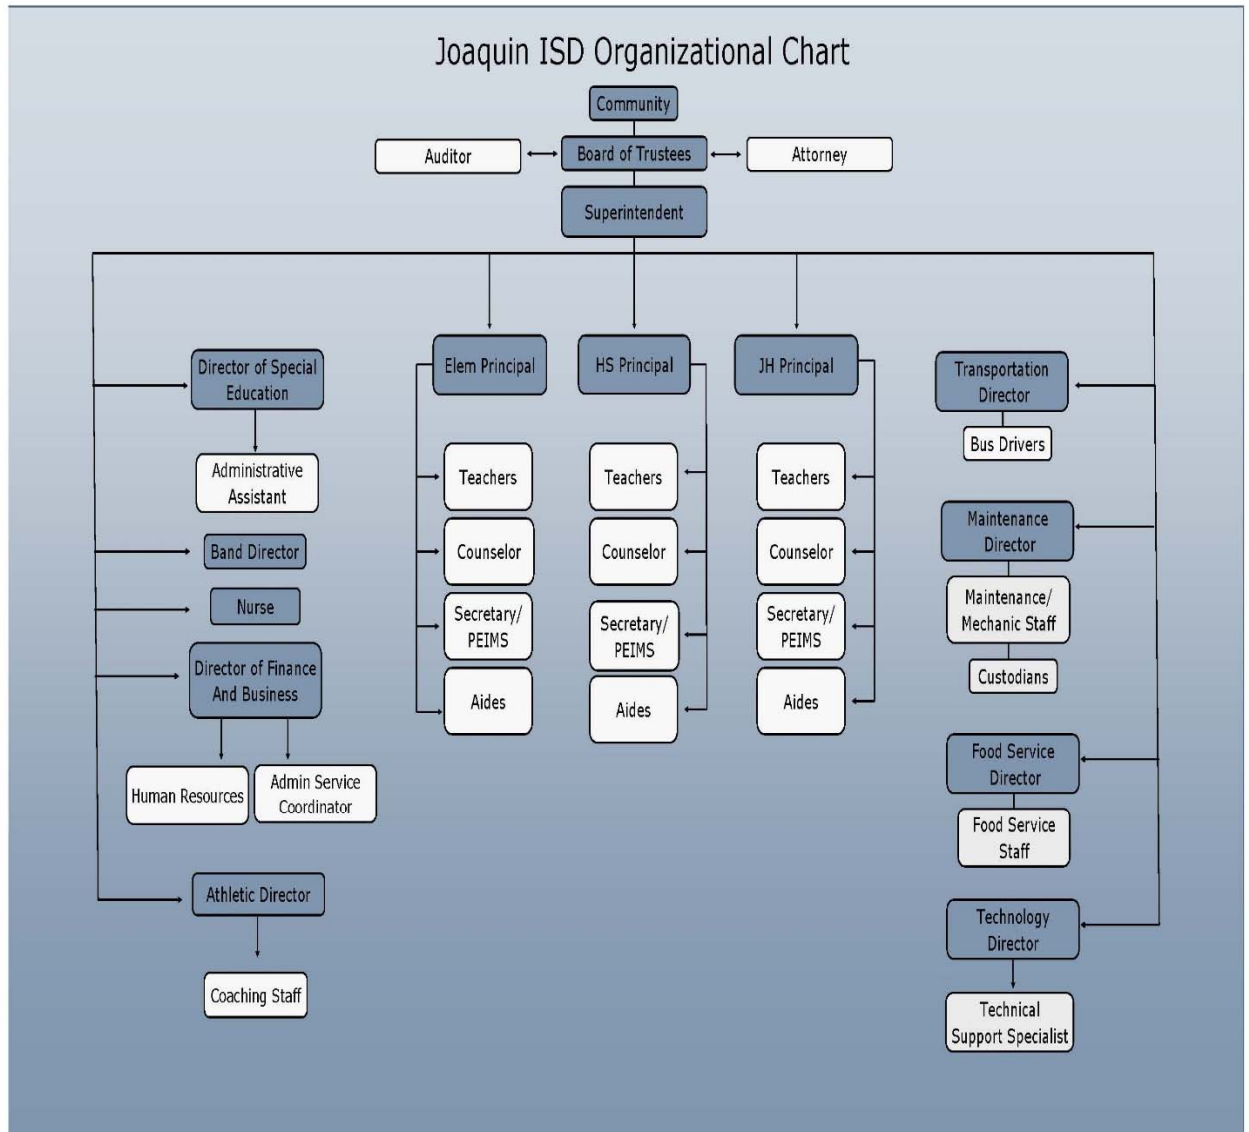 Joaquin ISD Organizational Chart
Community
Auditor
Board of Trustees
Attorney
Superintendent
Director of Special
Education
Administrative
Assistant
Band Director
Nurse
Director of Finance
And Business
Human Resources
Admin Service
Coordinator
Athletic Director
Coaching Staff
Elem Principal
Teachers
Counselor
Secretary/
PEIMS
Aides
HS Principal
Teachers
Counselor
Secretary/
PEIMS
Aides
JH Principal
Teachers
Counselor
Secretary/
PEIMS
Aides
Transportation
Director
Bus Drivers
Maintenance
Director
Maintenance/
Mechanic Staff
Custodians
Food Service
Director
Food Service
Staff
Technology
Director
Technical
Support Specialist